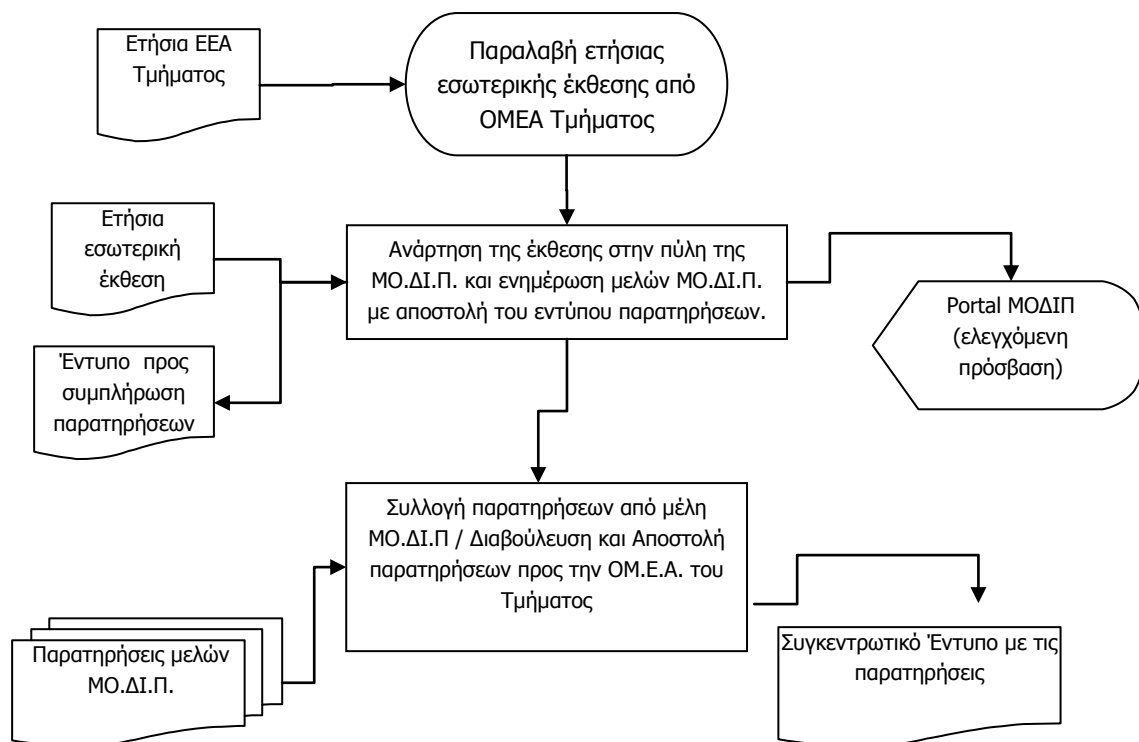 Ετήσια ΕΕΑ
Τμήματος
Παραλαβή ετήσιας
εσωτερικής έκθεσης από
ΟΜΕΑ Τμήματος
Ετήσια
εσωτερική
έκθεση
Ανάρτηση της έκθεσης στην πύλη της
ΜΟ.ΔΙ.Π. και ενημέρωση μελών ΜΟ.ΔΙ.Π.
με αποστολή του εντύπου παρατηρήσεων.
Portal ΜΟΔΙΠ
(ελεγχόμενη
πρόσβαση)
Έντυπο προς
συμπλήρωση
παρατηρήσεων
Συλλογή παρατηρήσεων από μέλη
ΜΟ.ΔΙ.Π / Διαβούλευση και Αποστολή
παρατηρήσεων προς την ΟΜ.Ε.Α. του
Τμήματος
Παρατηρήσεις μελών
ΜΟ.ΔΙ.Π.
Συγκεντρωτικό Έντυπο με τις
παρατηρήσεις